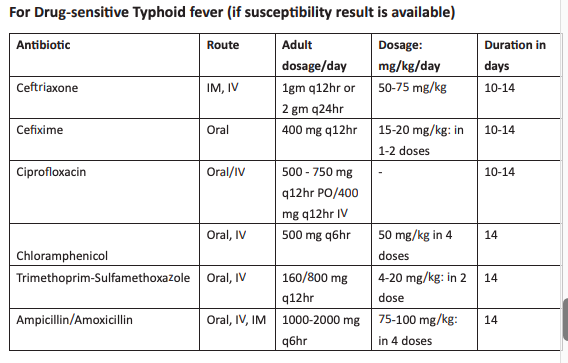 For Drug-sensitive Typhoid fever (if susceptibility result is available)
Antibiotic Route Adult Dosage: Duration in
dosage/day mg/kg/day days
Ceftriaxone IM, IV 1gm q12hr or 50-75 mg/kg 10-14
2 gm q24hr
Cefixime Oral 400 mg q12hr 15-20 mg/kg: in 10-14
1-2 doses
Ciprofloxacin Oral/IV 500 - 750 mg - 10-14
q12hr PO/400
mg q12hr IV
Oral, IV 500 mg q6hr 50 mg/kg in 4 14
Chloramphenicol doses
Trimethoprim-Sulfamethoxazole Oral, IV 160/800 mg 4-20 mg/kg: in 2 14
q12hr dose
Ampicillin/Amoxicillin Oral, IV, IM 1000-2000 mg 75-100 mg/kg: 14
q6hr in 4 doses